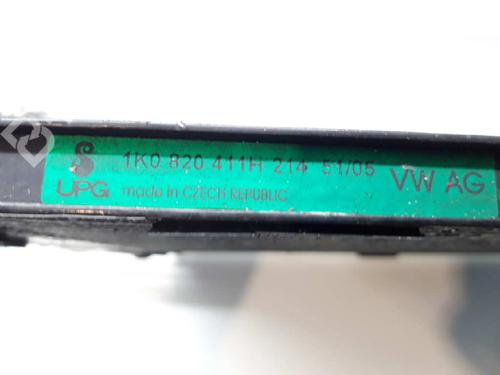 1K0 820 411H 214 51/05 VW AG
UPG made in CZECH REPUBLIC